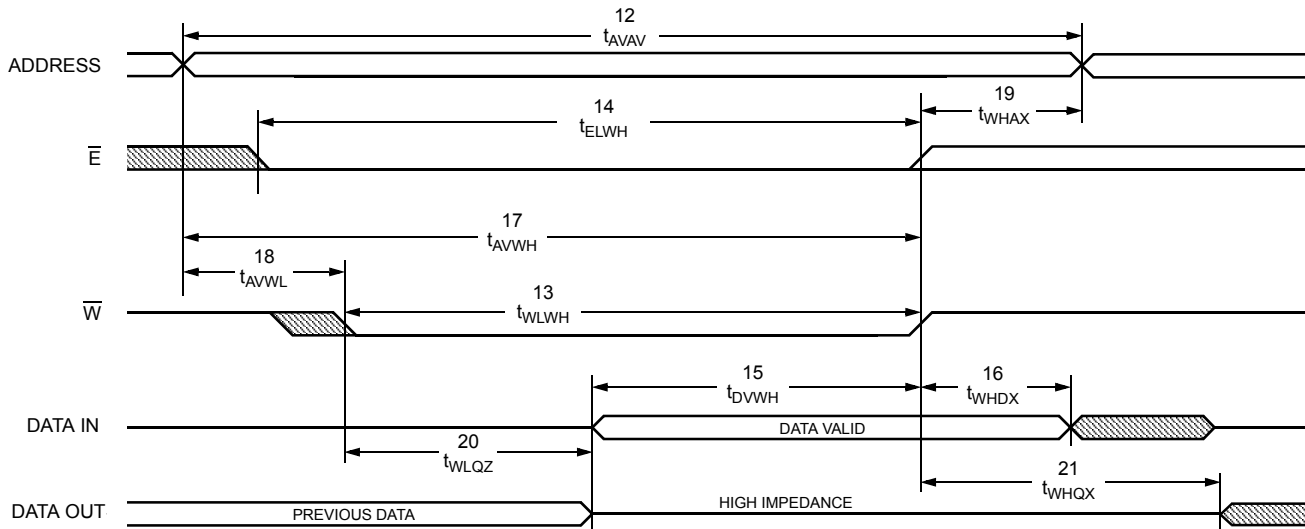 12
tAVAV
ADDRESS
14
tELWH
19
tWHAX
E̅
17
tAVWH
18
tAVWL
W̅
13
tWLWH
15
tDVWH
16
tWHDX
DATA IN
DATA VALID
20
tWLQZ
21
tWHQX
DATA OUT
PREVIOUS DATA
HIGH IMPEDANCE